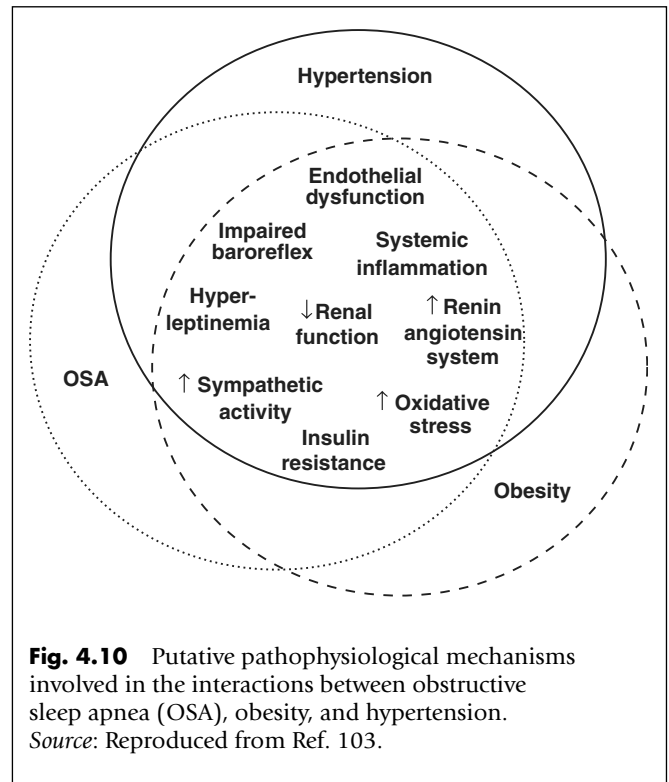 Hypertension
Endothelial
dysfunction
Impaired
baroreflex
Systemic
inflammation
Hyper-
leptinemia
↓Renal
function
↑ Renin
angiotensin
system
OSA
↑ Sympathetic
activity
↑ Oxidative
stress
Insulin
resistance
Obesity
Fig. 4.10 Putative pathophysiological mechanisms
involved in the interactions between obstructive
sleep apnea (OSA), obesity, and hypertension.
Source: Reproduced from Ref. 103.